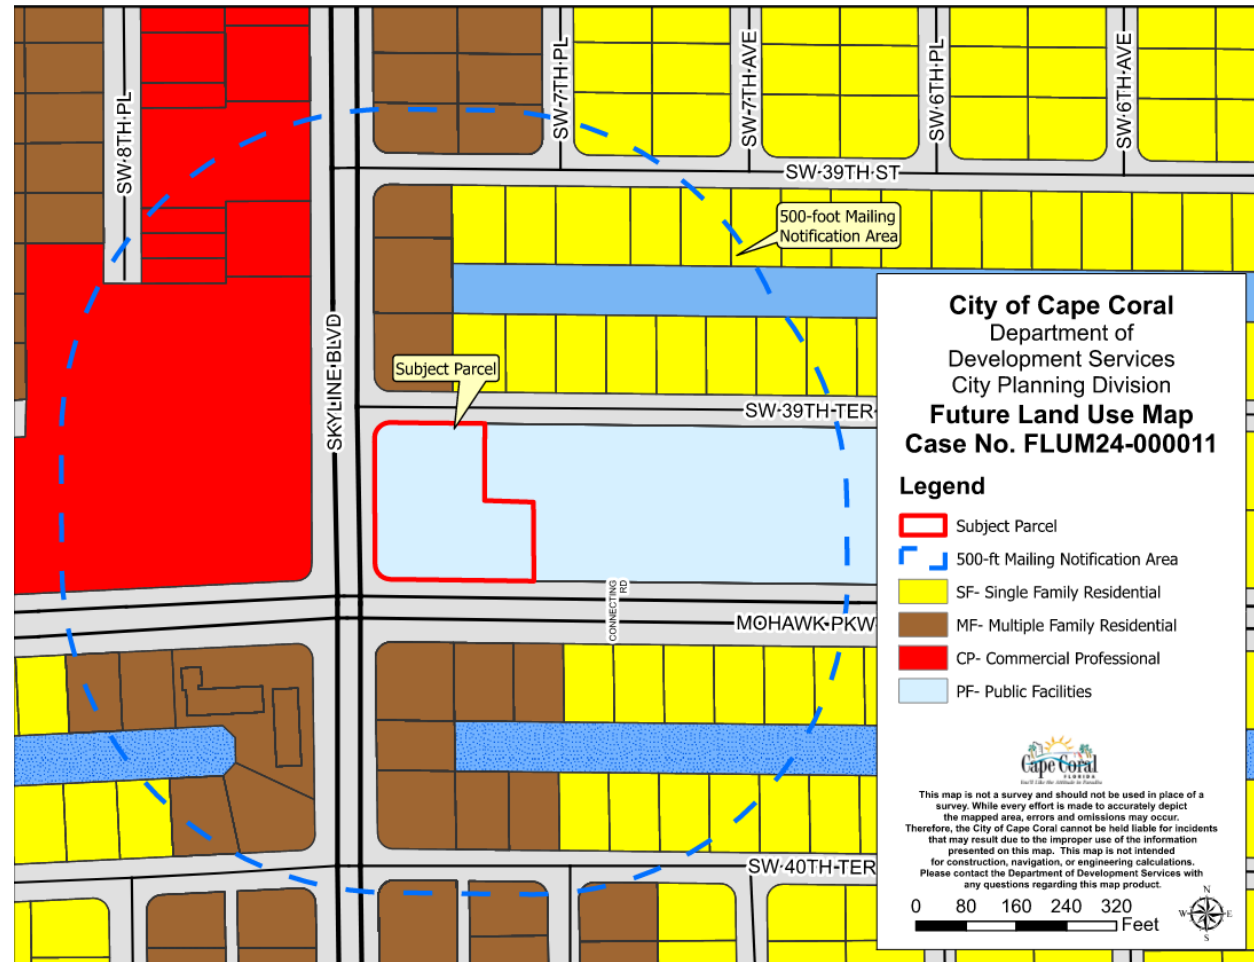 SW 8TH PL
SW 7TH PL
SW 7TH AVE
SW 6TH PL
SW 6TH AVE
SW 39TH ST
500-foot Mailing
Notification Area
SKYLINE BLVD
Subject Parcel
SW 39TH TER
CONNECTING
RD
MOHAWK PKW
SW 40TH TER
City of Cape Coral
Department of
Development Services
City Planning Division
Future Land Use Map
Case No. FLUM24-000011
Legend
Subject Parcel
500-ft Mailing Notification Area
SF- Single Family Residential
MF- Multiple Family Residential
CP- Commercial Professional
PF- Public Facilities
Cape Coral
FLORIDA
This map is not a survey and should not be used in place of a
survey. While every effort is made to accurately depict
the mapped area, errors and omissions may occur.
Therefore, the City of Cape Coral cannot be held liable for incidents
that may result due to the improper use of the information
presented on this map. This map is not intended
for construction, navigation, or engineering calculations.
Please contact the Department of Development Services with
any questions regarding this map product.
0 80 160 240 320
Feet
N
W E
S